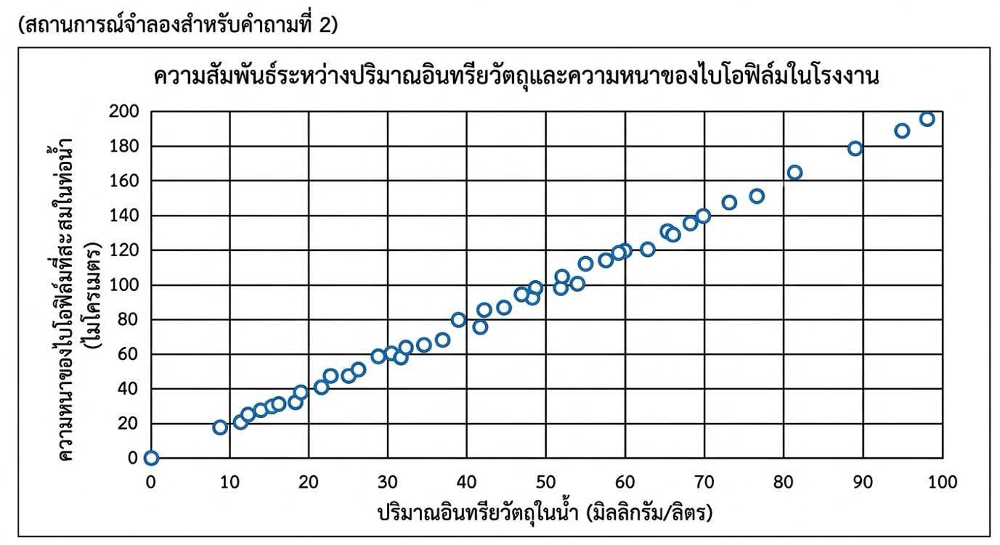 (สถานการณ์จำลองสำหรับคำถามที่ 2)
ความสัมพันธ์ระหว่างปริมาณอินทรียวัตถุและความหนาของไบโอฟิล์มในโรงงาน
ความหนาของไบโอฟิล์มที่สะสมในท่อน้ำ
(ไมโครเมตร)
200
180
160
140
120
100
80
60
40
20
0
0 10 20 30 40 50 60 70 80 90 100
ปริมาณอินทรียวัตถุในน้ำ (มิลลิกรัม/ลิตร)